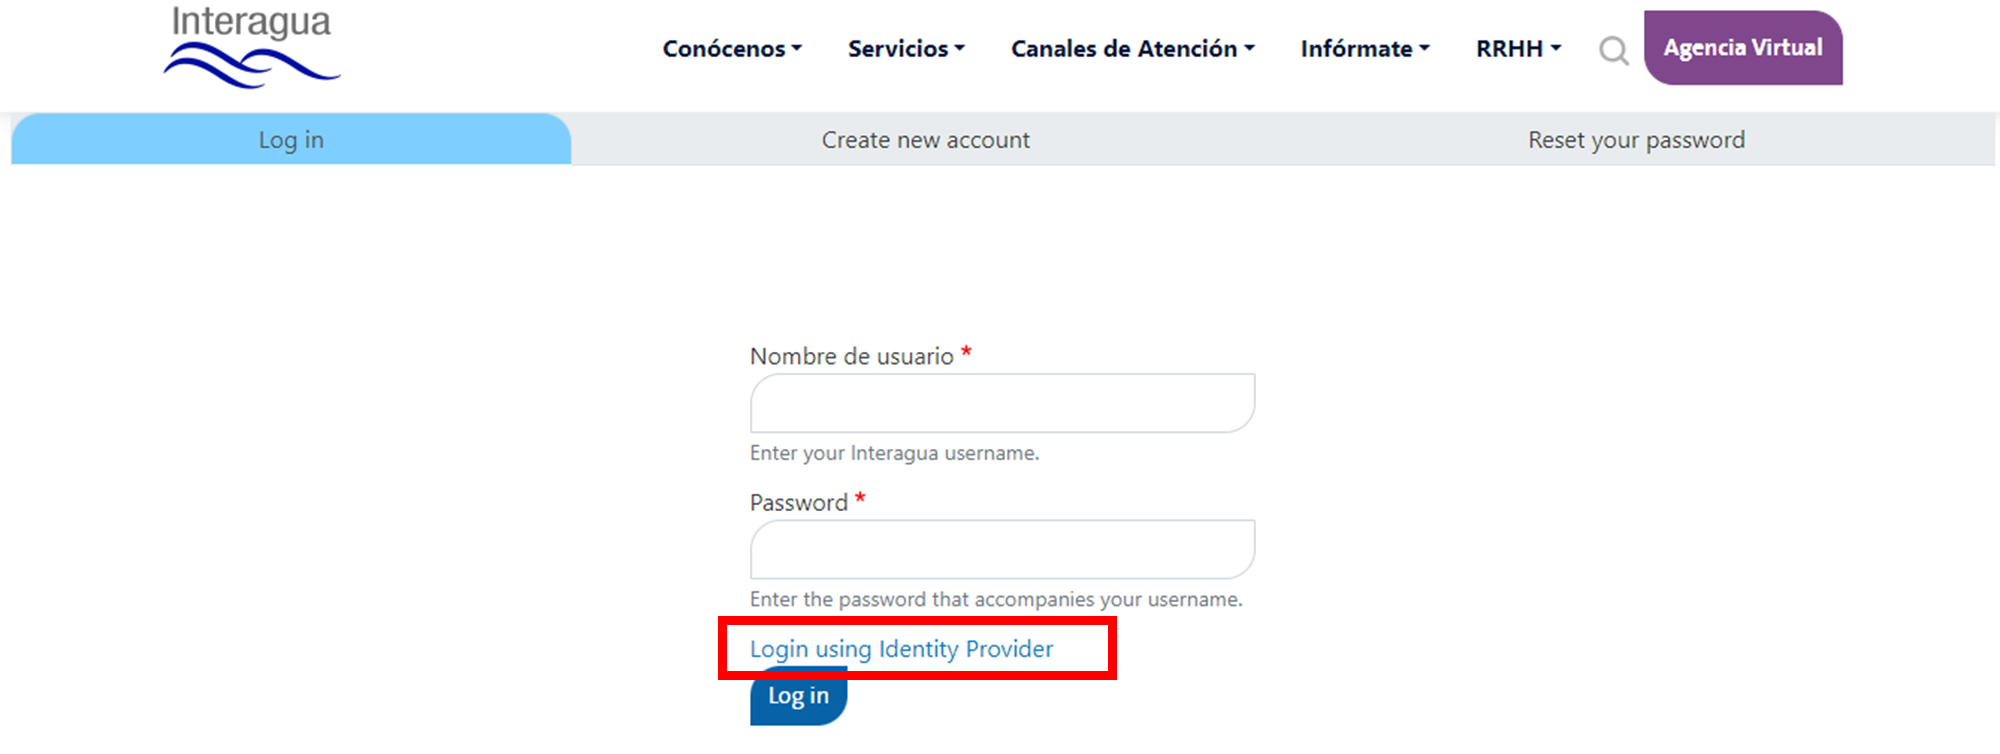 Interagua
Conócenos Servicios Canales de Atención Infórmate RRHH Agencia Virtual
Log in Create new account Reset your password
Nombre de usuario *
Enter your Interagua username.
Password *
Enter the password that accompanies your username.
Login using Identity Provider
Log in